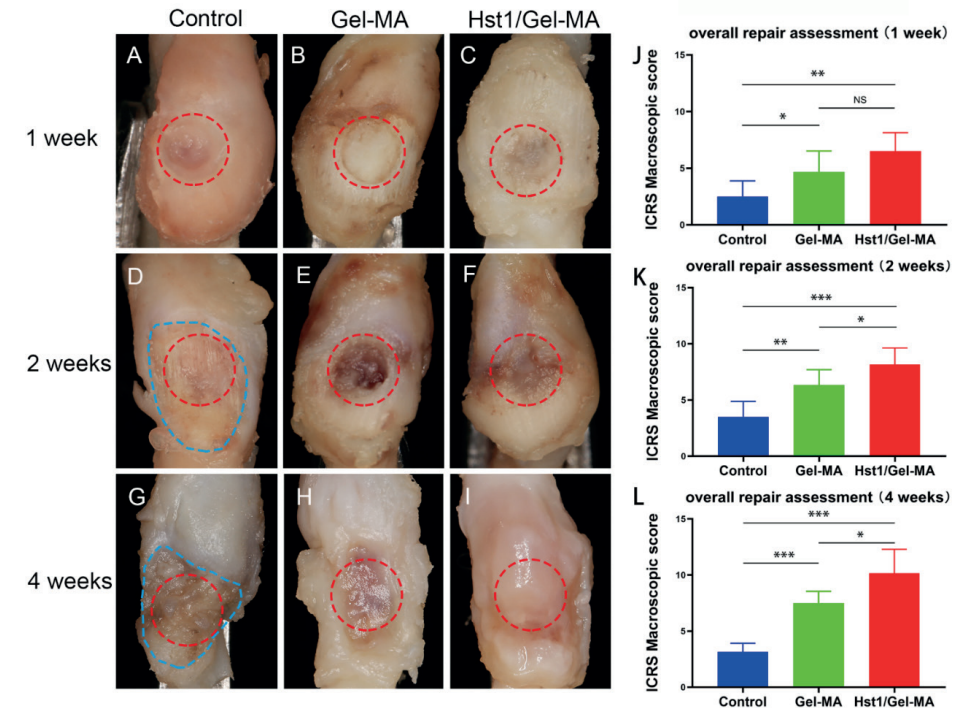 Control Gel-MA Hst1/Gel-MA
1 week
A B C
2 weeks
D E F
4 weeks
G H I
J overall repair assessment (1 week)
ICRS Macroscopic score
15
10
5
0
**
NS
*
Control Gel-MA Hst1/Gel-MA
K overall repair assessment (2 weeks)
ICRS Macroscopic score
15
10
5
0
***
*
**
Control Gel-MA Hst1/Gel-MA
L overall repair assessment (4 weeks)
ICRS Macroscopic score
15
10
5
0
***
*
***
Control Gel-MA Hst1/Gel-MA